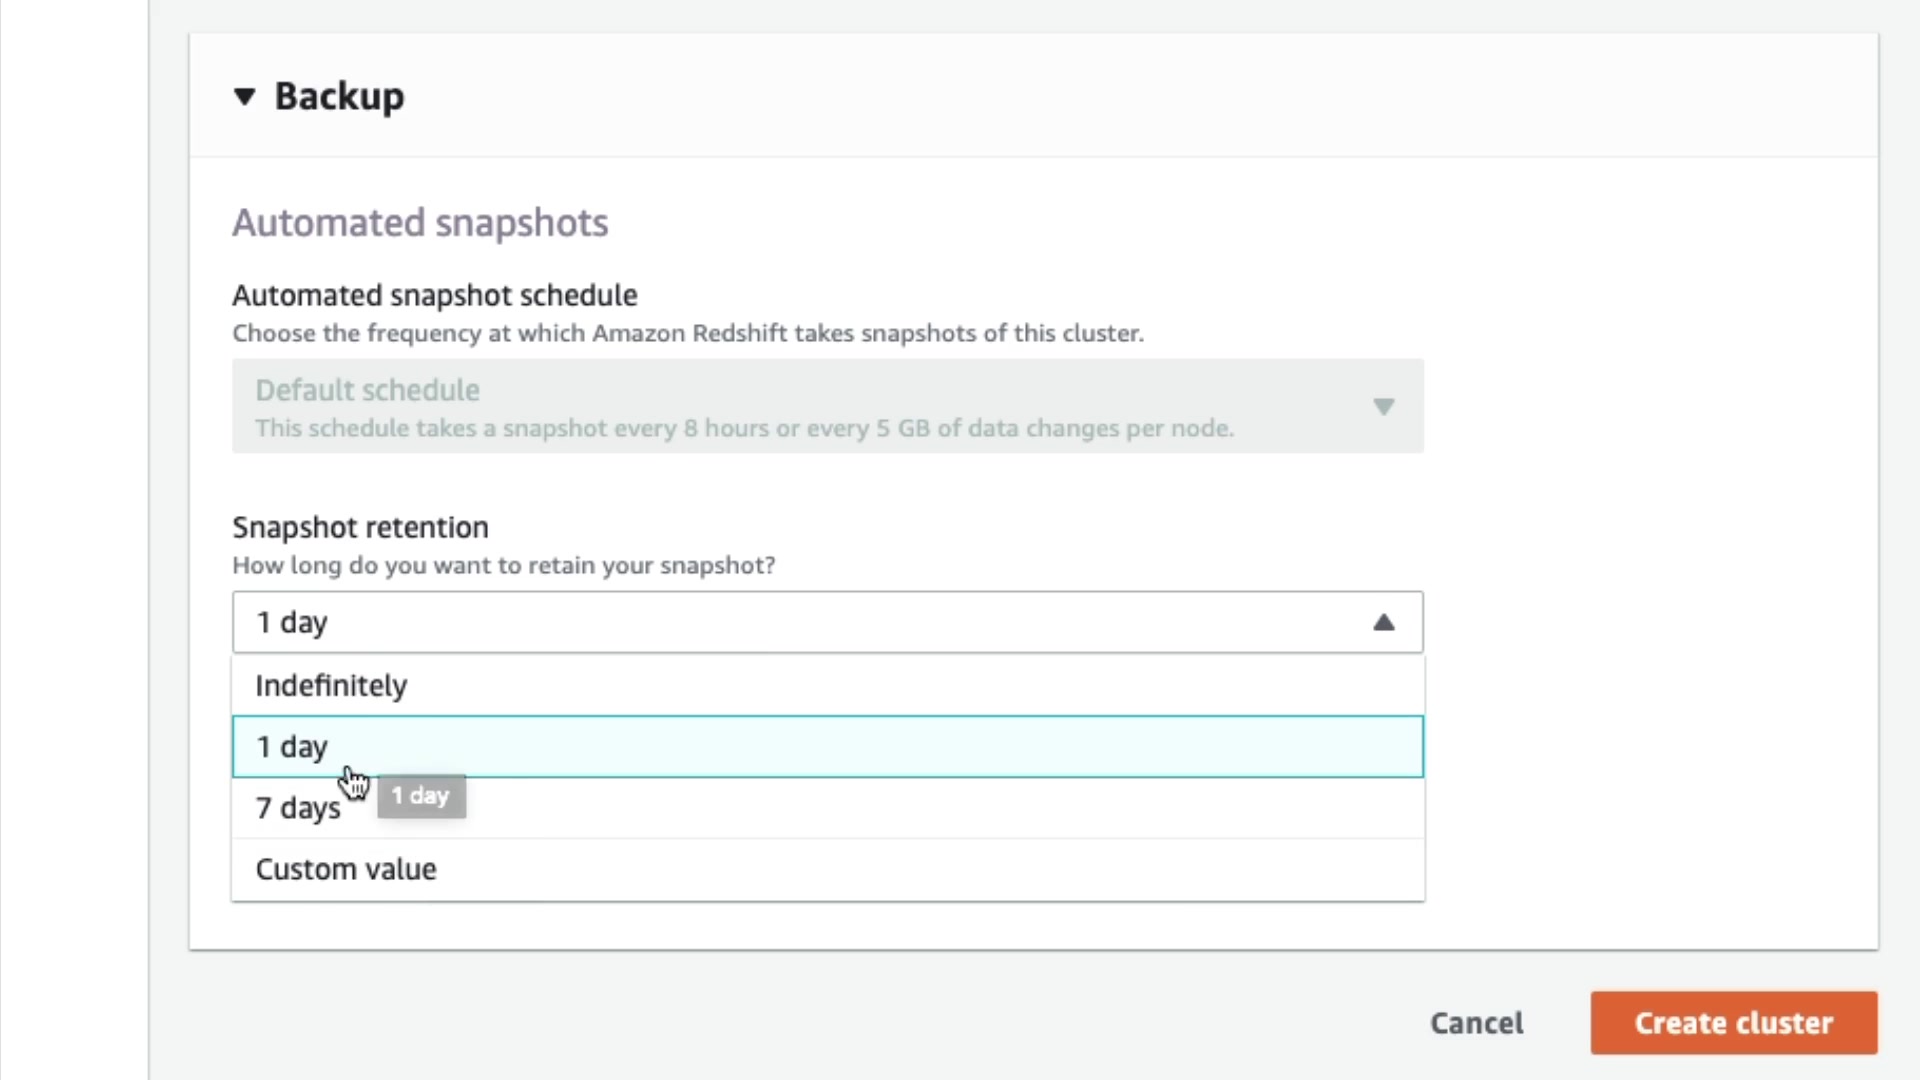 Backup
Automated snapshots
Automated snapshot schedule
Choose the frequency at which Amazon Redshift takes snapshots of this cluster.
Default schedule
This schedule takes a snapshot every 8 hours or every 5 GB of data changes per node.
Snapshot retention
How long do you want to retain your snapshot?
1 day
Indefinitely
1 day
1 day
7 days
Custom value
Cancel
Create cluster